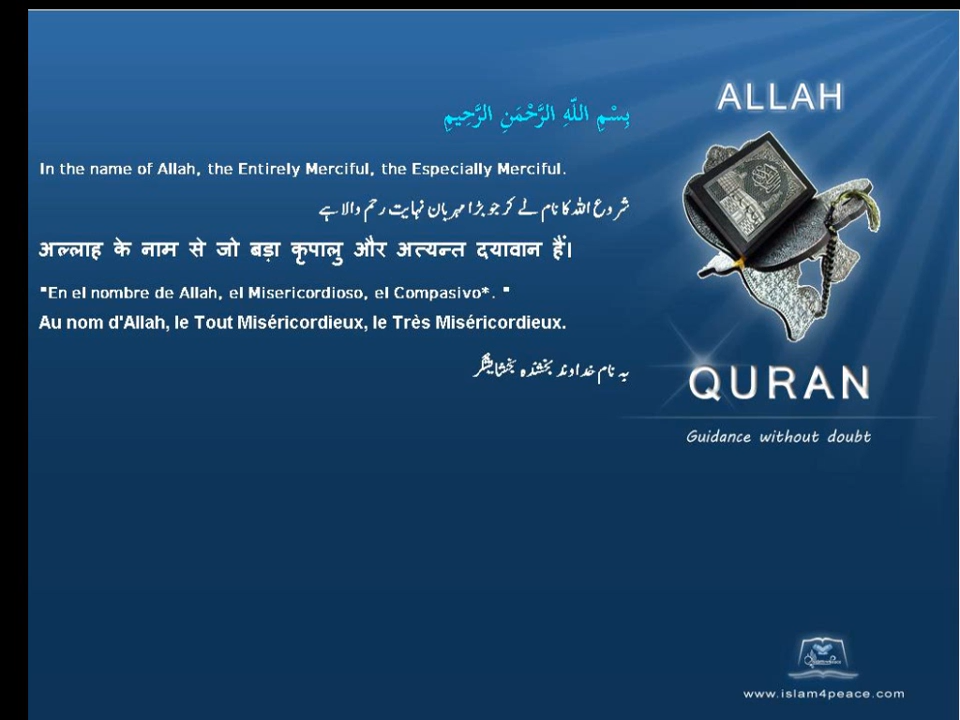 بِسْمِ اللّهِ الرَّحْمَنِ الرَّحِيمِ
In the name of Allah, the Entirely Merciful, the Especially Merciful.
شروع اللہ کا نام لے کر جو بڑا مہربان نہایت رحم والا ہے
अल्लाह के नाम से जो बड़ा कृपालु और अत्यन्त दयावान हैं।
"En el nombre de Allah, el Misericordioso, el Compasivo*. "
Au nom d'Allah, le Tout Miséricordieux, le Très Miséricordieux.
به نام خداوند بخشنده بخشایشگر
ALLAH
QURAN
Guidance without doubt
www.islam4peace.com